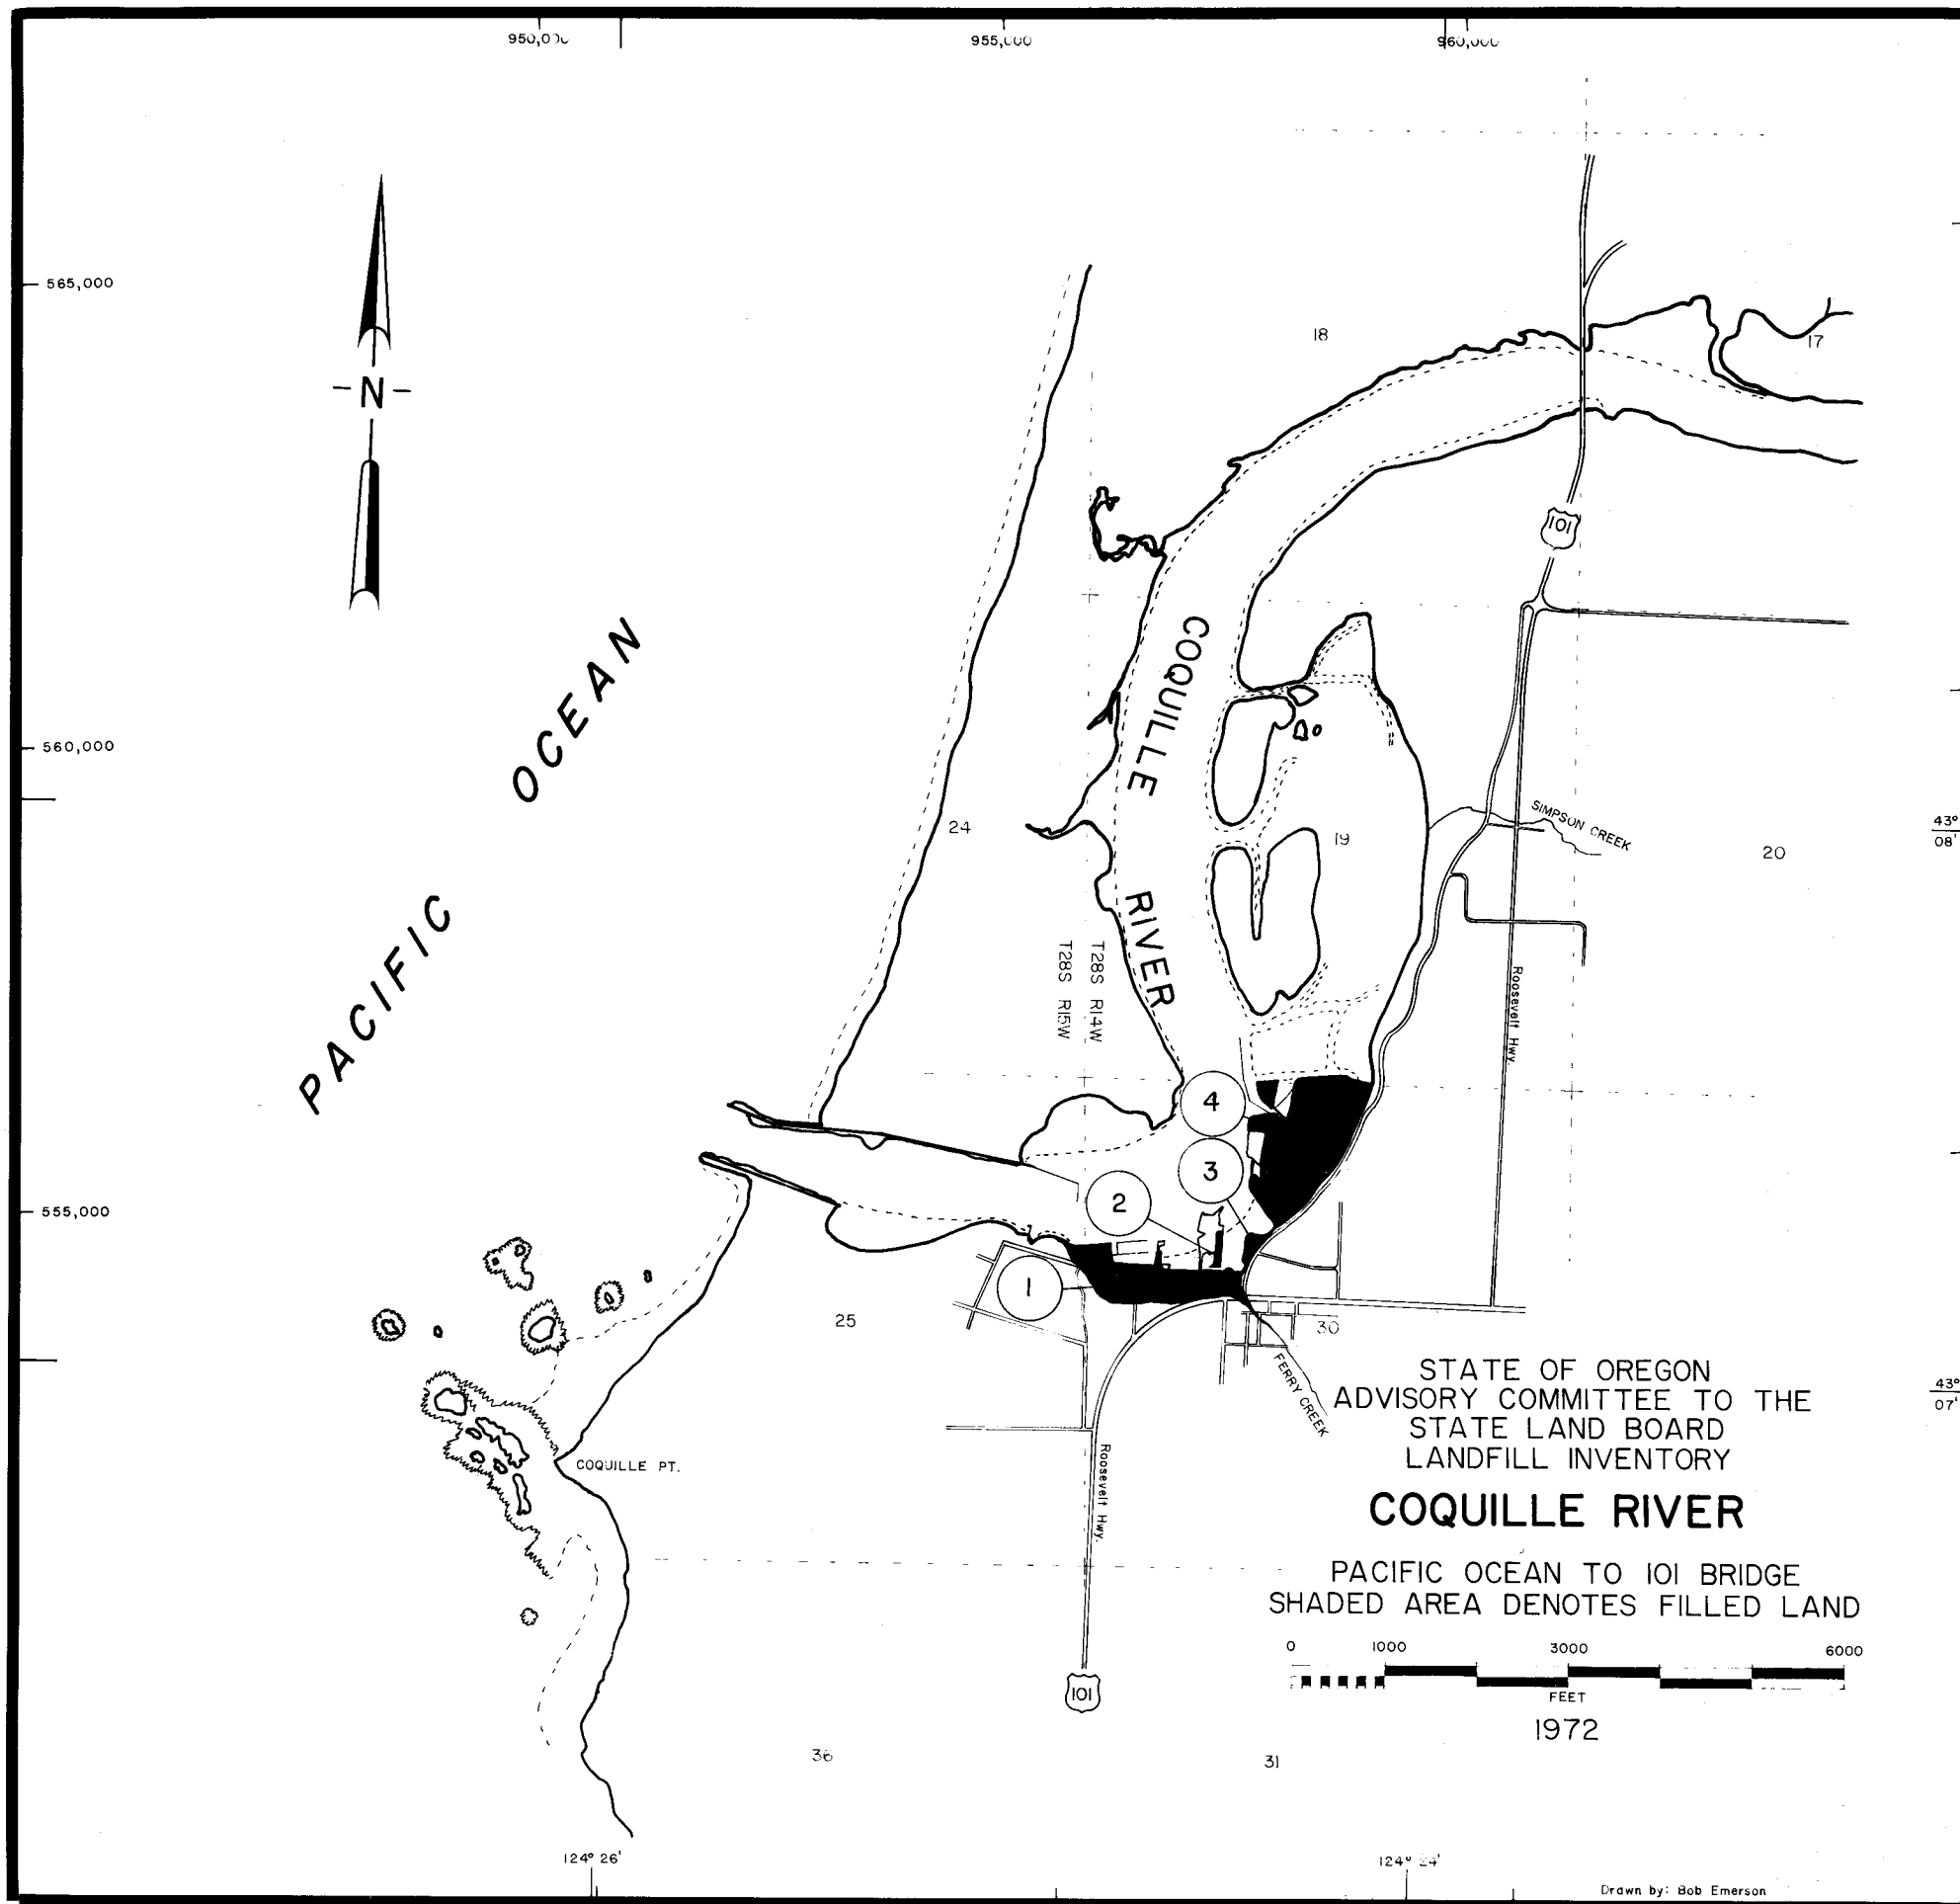 950,000
955,000
960,000
565,000
560,000
555,000
N
18
17
101
COQUILLE
RIVER
PACIFIC OCEAN
24
19
20
SIMPSON CREEK
43°
08'
T28S R15W
T28S R14W
Roosevelt Hwy.
4
3
2
1
25
30
FERRY CREEK
43°
07'
COQUILLE PT.
Roosevelt Hwy.
101
36
31
STATE OF OREGON
ADVISORY COMMITTEE TO THE
STATE LAND BOARD
LANDFILL INVENTORY
COQUILLE RIVER
PACIFIC OCEAN TO 101 BRIDGE
SHADED AREA DENOTES FILLED LAND
0 1000 3000 6000
FEET
1972
124° 26'
124° 24'
Drawn by: Bob Emerson